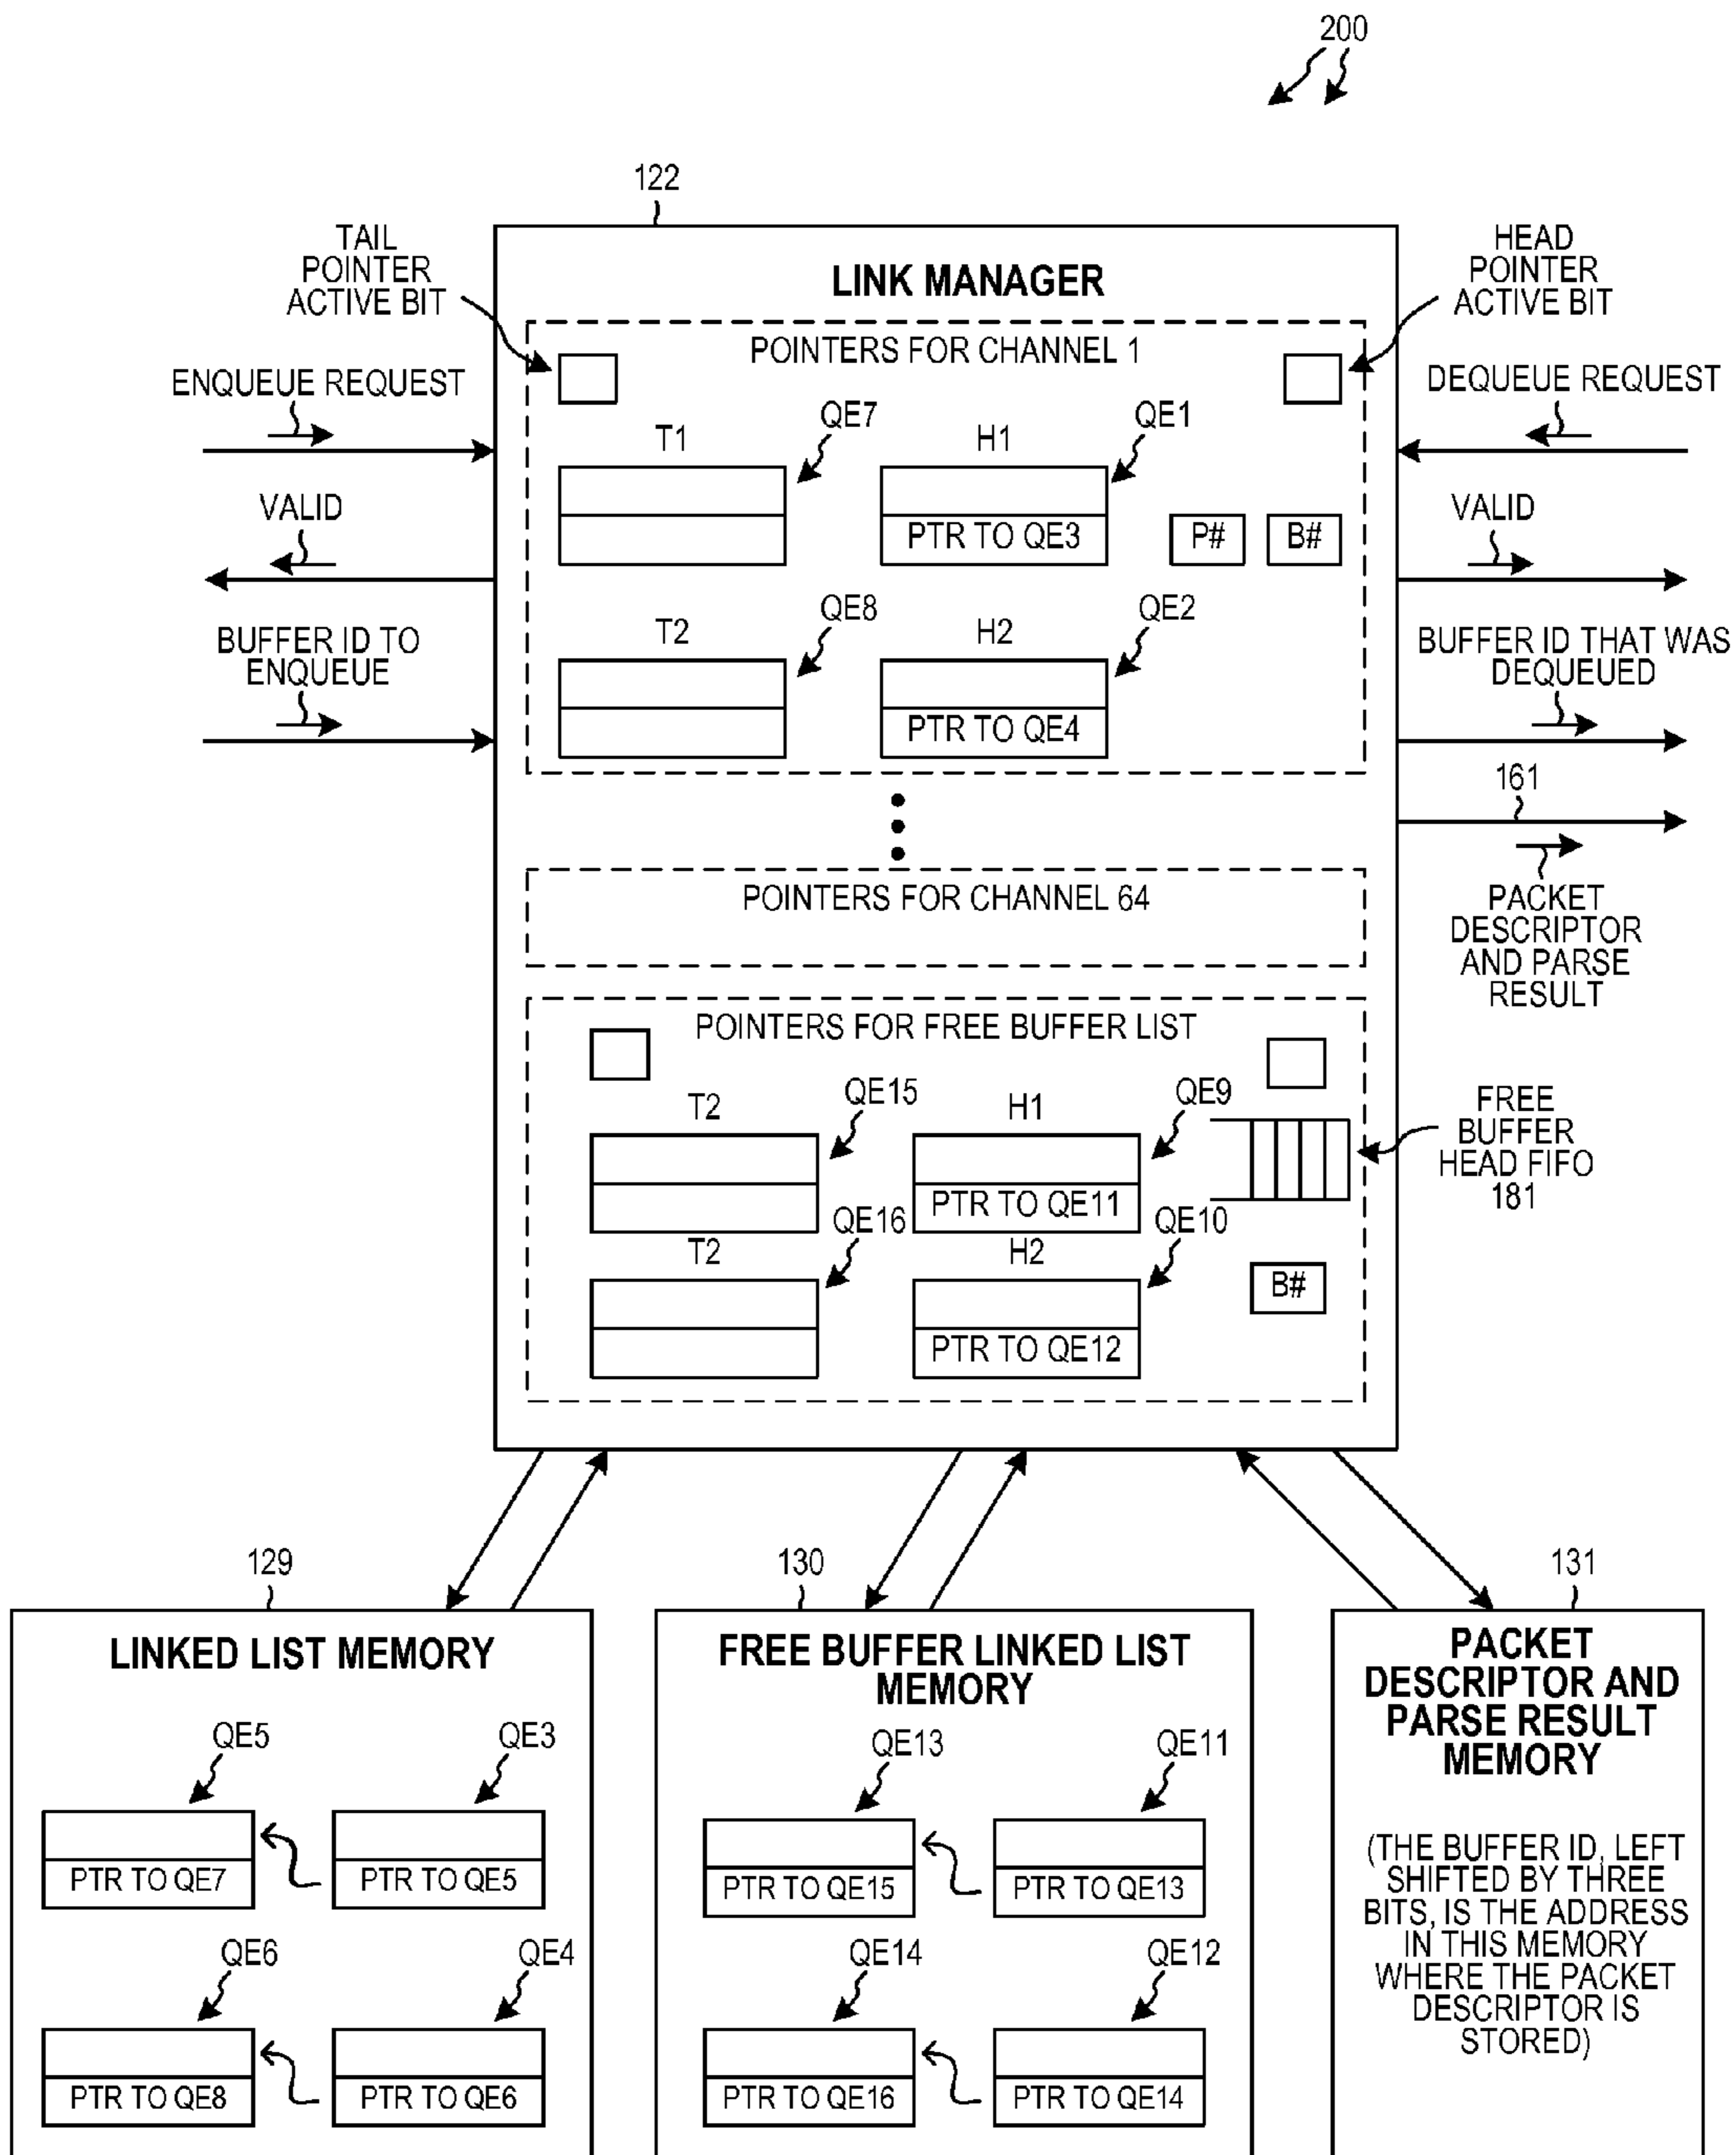 200
122
TAIL
POINTER
ACTIVE BIT
HEAD
POINTER
ACTIVE BIT
LINK MANAGER
POINTERS FOR CHANNEL 1
ENQUEUE REQUEST
DEQUEUE REQUEST
T1
QE7
H1
QE1
VALID
PTR TO QE3
P#
B#
VALID
BUFFER ID TO
ENQUEUE
T2
QE8
H2
QE2
PTR TO QE4
BUFFER ID THAT WAS
DEQUEUED
161
PACKET
DESCRIPTOR
AND PARSE
RESULT
POINTERS FOR CHANNEL 64
POINTERS FOR FREE BUFFER LIST
T2
QE15
H1
QE9
PTR TO QE11
FREE
BUFFER
HEAD FIFO
181
T2
QE16
H2
QE10
PTR TO QE12
B#
129
LINKED LIST MEMORY
QE5
QE3
PTR TO QE7
PTR TO QE5
QE6
QE4
PTR TO QE8
PTR TO QE6
130
FREE BUFFER LINKED LIST
MEMORY
QE13
QE11
PTR TO QE15
PTR TO QE13
QE14
QE12
PTR TO QE16
PTR TO QE14
131
PACKET
DESCRIPTOR AND
PARSE RESULT
MEMORY
(THE BUFFER ID, LEFT
SHIFTED BY THREE
BITS, IS THE ADDRESS
IN THIS MEMORY
WHERE THE PACKET
DESCRIPTOR IS
STORED)